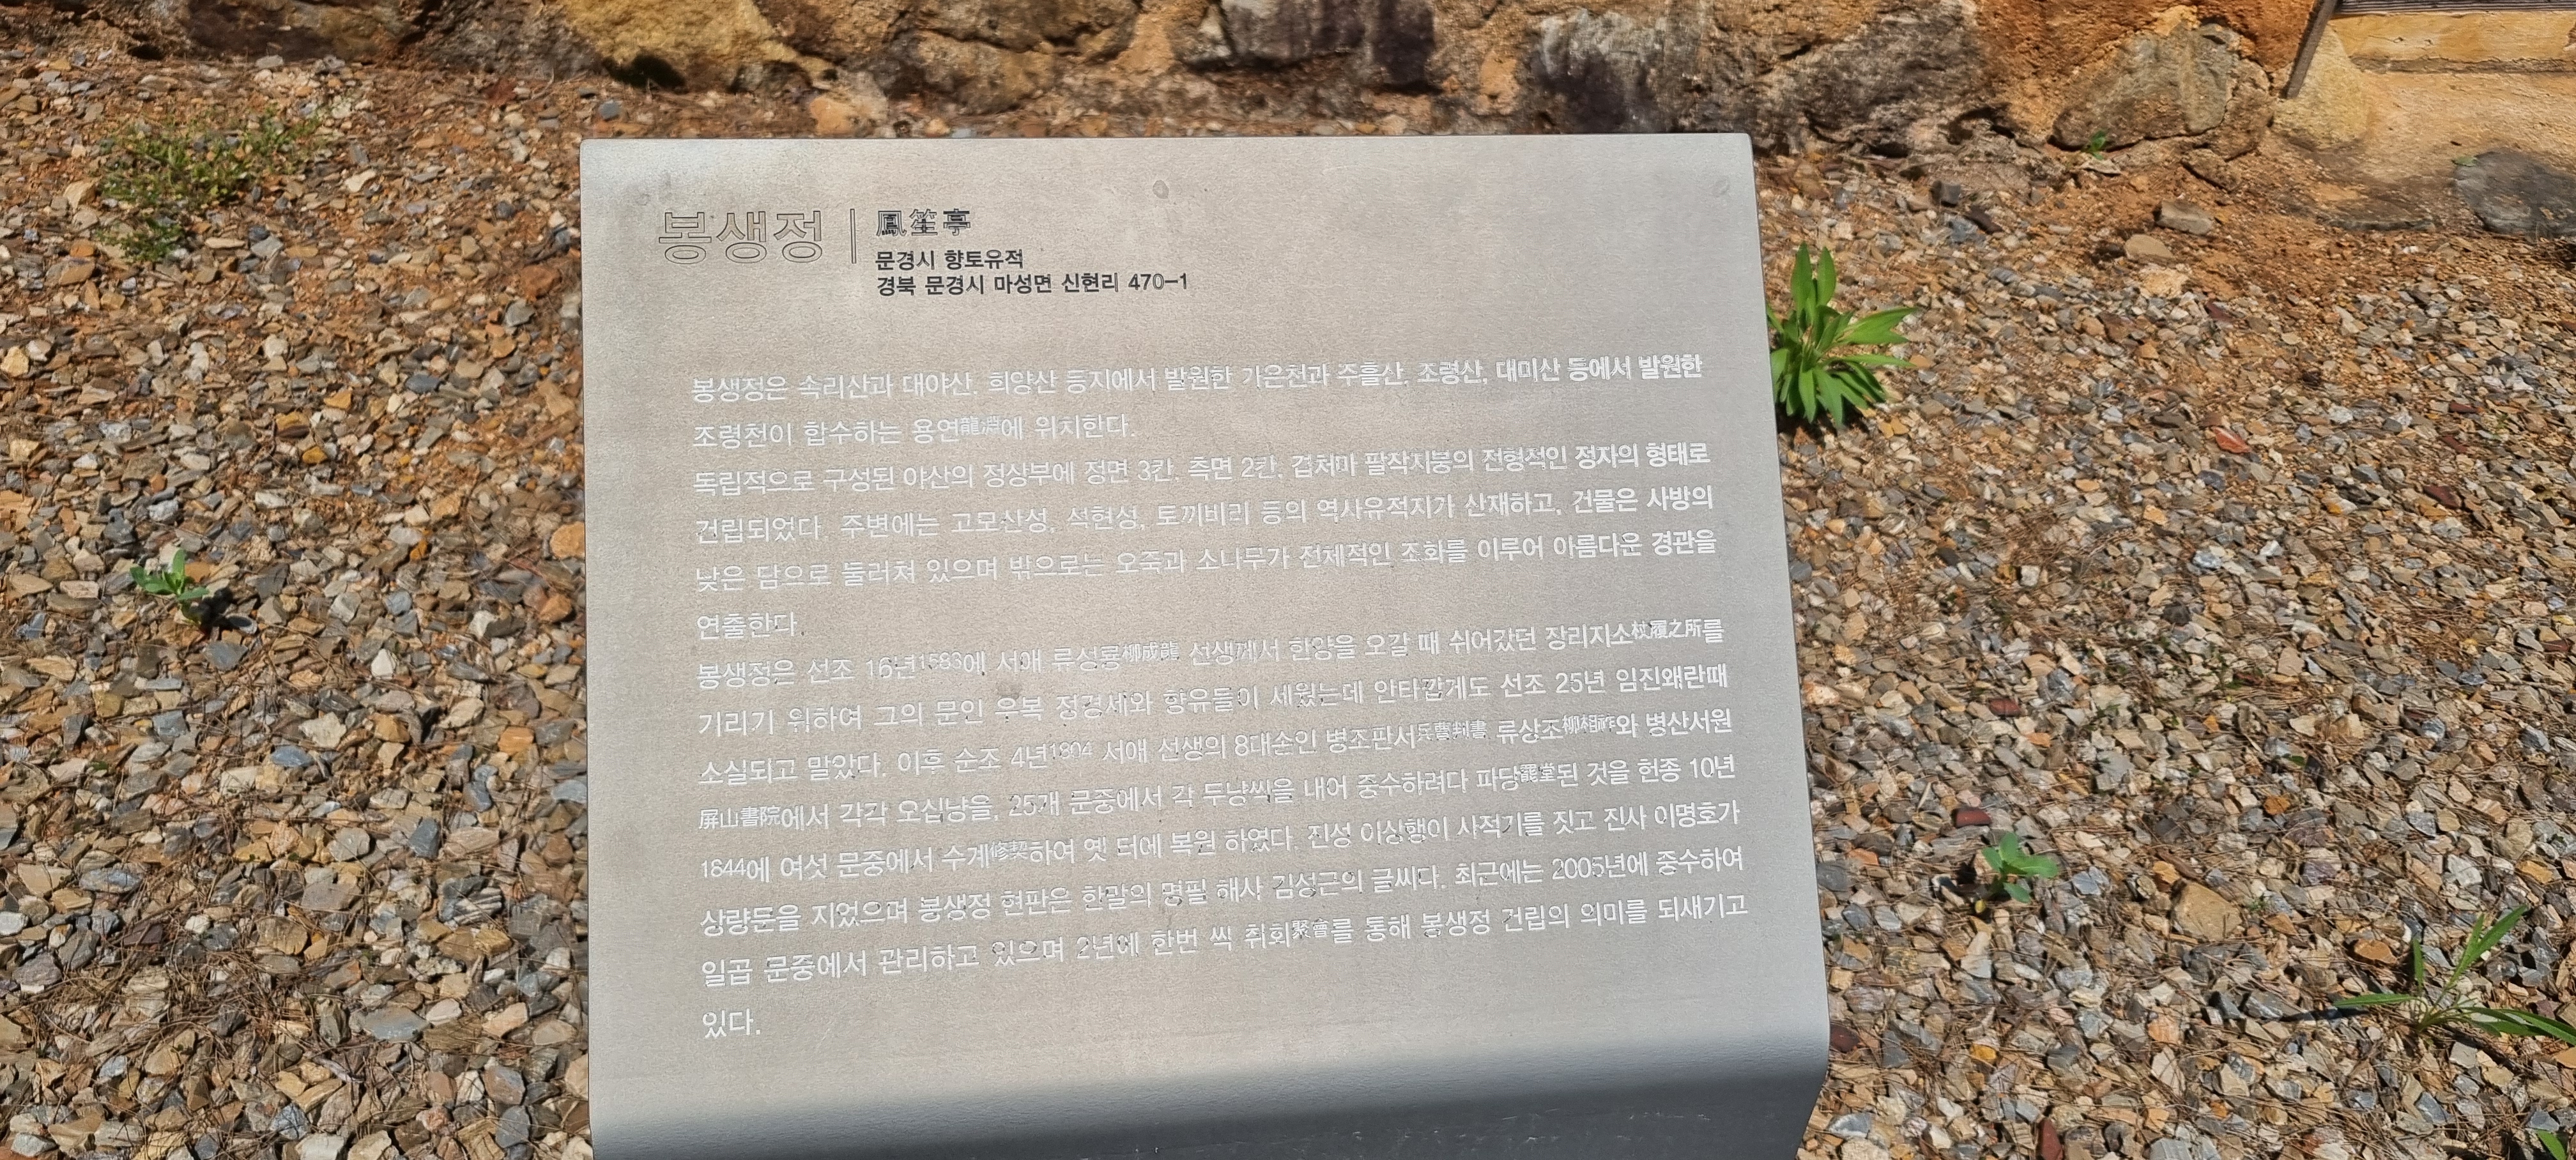 봉생정 鳳笙亭
문경시 향토유적
경북 문경시 마성면 신현리 470-1
봉생정은 속리산과 대야산, 희양산 등지에서 발원한 가은천과 주흘산, 조령산, 대미산 등에서 발원한
조령천이 합수하는 용연龍淵에 위치한다.
독립적으로 구성된 야산의 정상부에 정면 3칸, 측면 2칸, 겹처마 팔작지붕의 전형적인 정자의 형태로
건립되었다. 주변에는 고모산성, 석현성, 토끼비리 등의 역사유적지가 산재하고, 건물은 사방의
낮은 담으로 둘러쳐 있으며 밖으로는 오죽과 소나무가 전체적인 조화를 이루어 아름다운 경관을
연출한다.
봉생정은 선조 16년1583에 서애 류성룡柳成龍 선생께서 한양을 오갈 때 쉬어갔던 장리지소杖履之所를
기리기 위하여 그의 문인 우복 정경세와 향유들이 세웠는데 안타깝게도 선조 25년 임진왜란때
소실되고 말았다. 이후 순조 4년1804 서애 선생의 8대손인 병조판서兵曹判書 류상조柳相祚와 병산서원
屛山書院에서 각각 오십냥을, 25개 문중에서 각 두냥씩을 내어 중수하려다 파당罷堂된 것을 헌종 10년
1844에 여섯 문중에서 수계修契하여 옛 터에 복원 하였다. 진성 이상행이 사적기를 짓고 진사 이명호가
상량문을 지었으며 봉생정 현판은 한말의 명필 해사 김성근의 글씨다. 최근에는 2005년에 중수하여
일곱 문중에서 관리하고 있으며 2년에 한번 씩 취회聚會를 통해 봉생정 건립의 의미를 되새기고
있다.